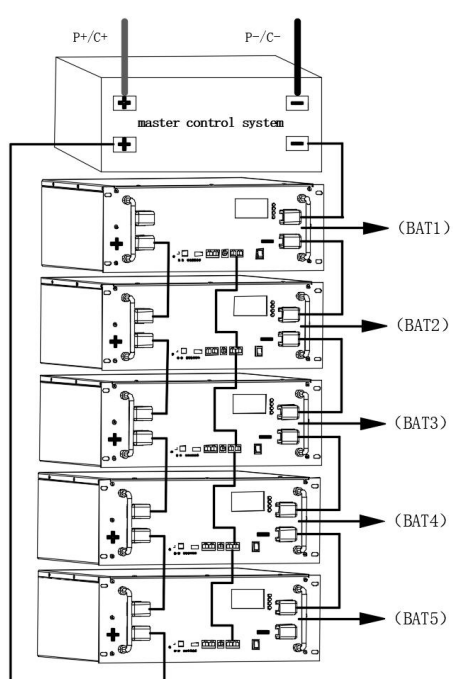 P+/C+
P-/C-
master control system
(BAT1)
(BAT2)
(BAT3)
(BAT4)
(BAT5)